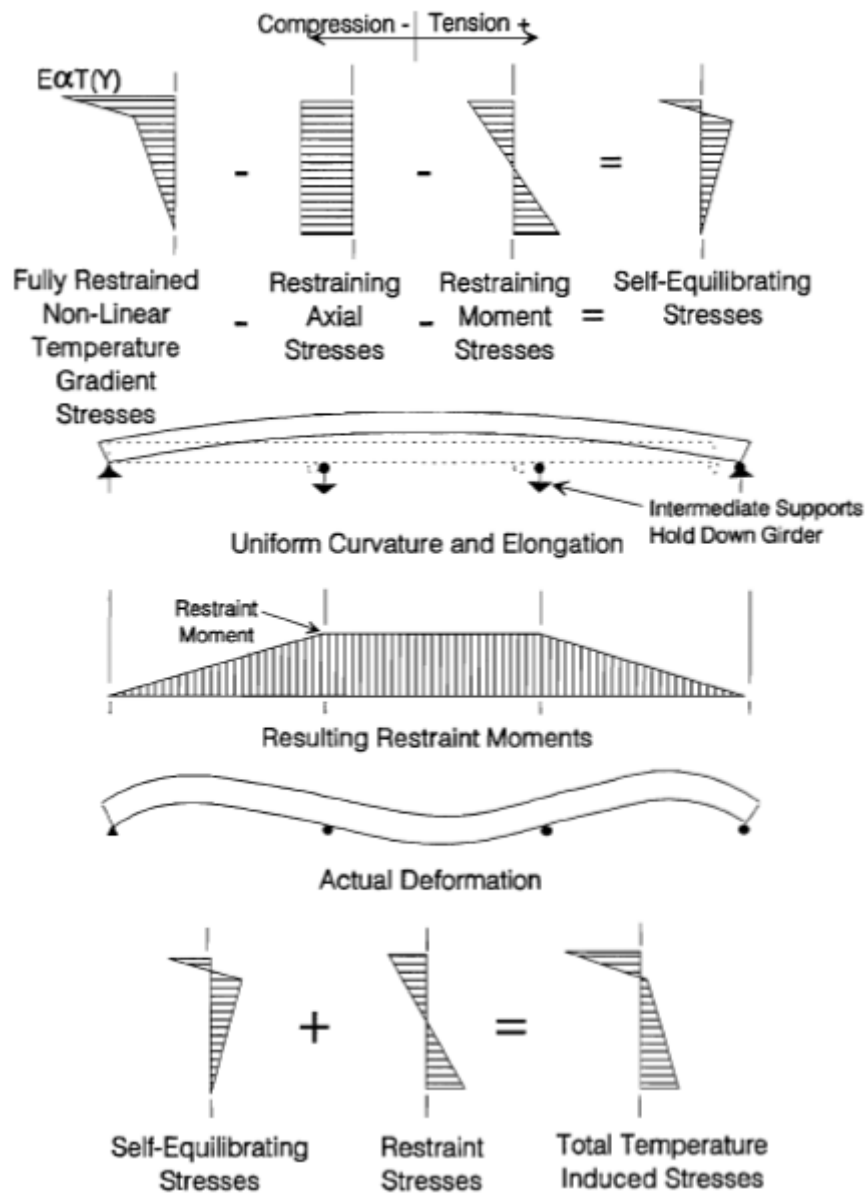 Compression - Tension +
EαT(Y)
- - =
Fully Restrained
Non-Linear
Temperature
Gradient
Stresses
-
Restraining
Axial
Stresses
-
Restraining
Moment
Stresses
=
Self-Equilibrating
Stresses
Intermediate Supports
Hold Down Girder
Uniform Curvature and Elongation
Restraint
Moment
Resulting Restraint Moments
Actual Deformation
+ =
Self-Equilibrating
Stresses
Restraint
Stresses
Total Temperature
Induced Stresses